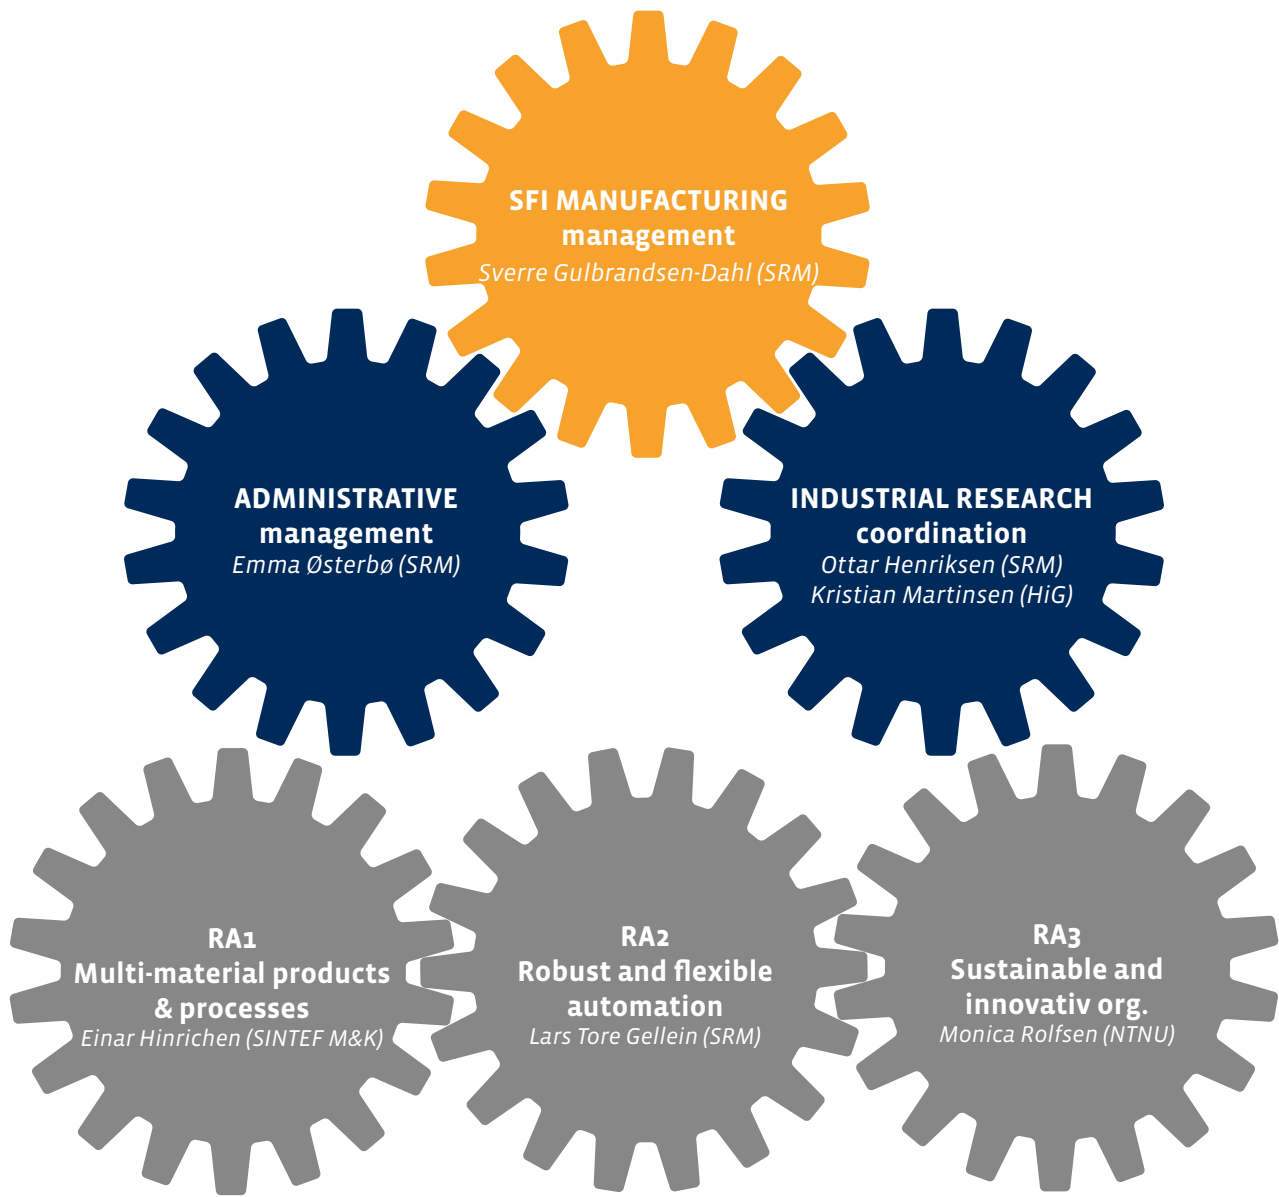 SFI MANUFACTURING
management
Sverre Gulbrandsen-Dahl (SRM)
ADMINISTRATIVE
management
Emma Østerbø (SRM)
INDUSTRIAL RESEARCH
coordination
Ottar Henriksen (SRM)
Kristian Martinsen (HiG)
RA1
Multi-material products
& processes
Einar Hinrichen (SINTEF M&K)
RA2
Robust and flexible
automation
Lars Tore Gellein (SRM)
RA3
Sustainable and
innovativ org.
Monica Rolfsen (NTNU)